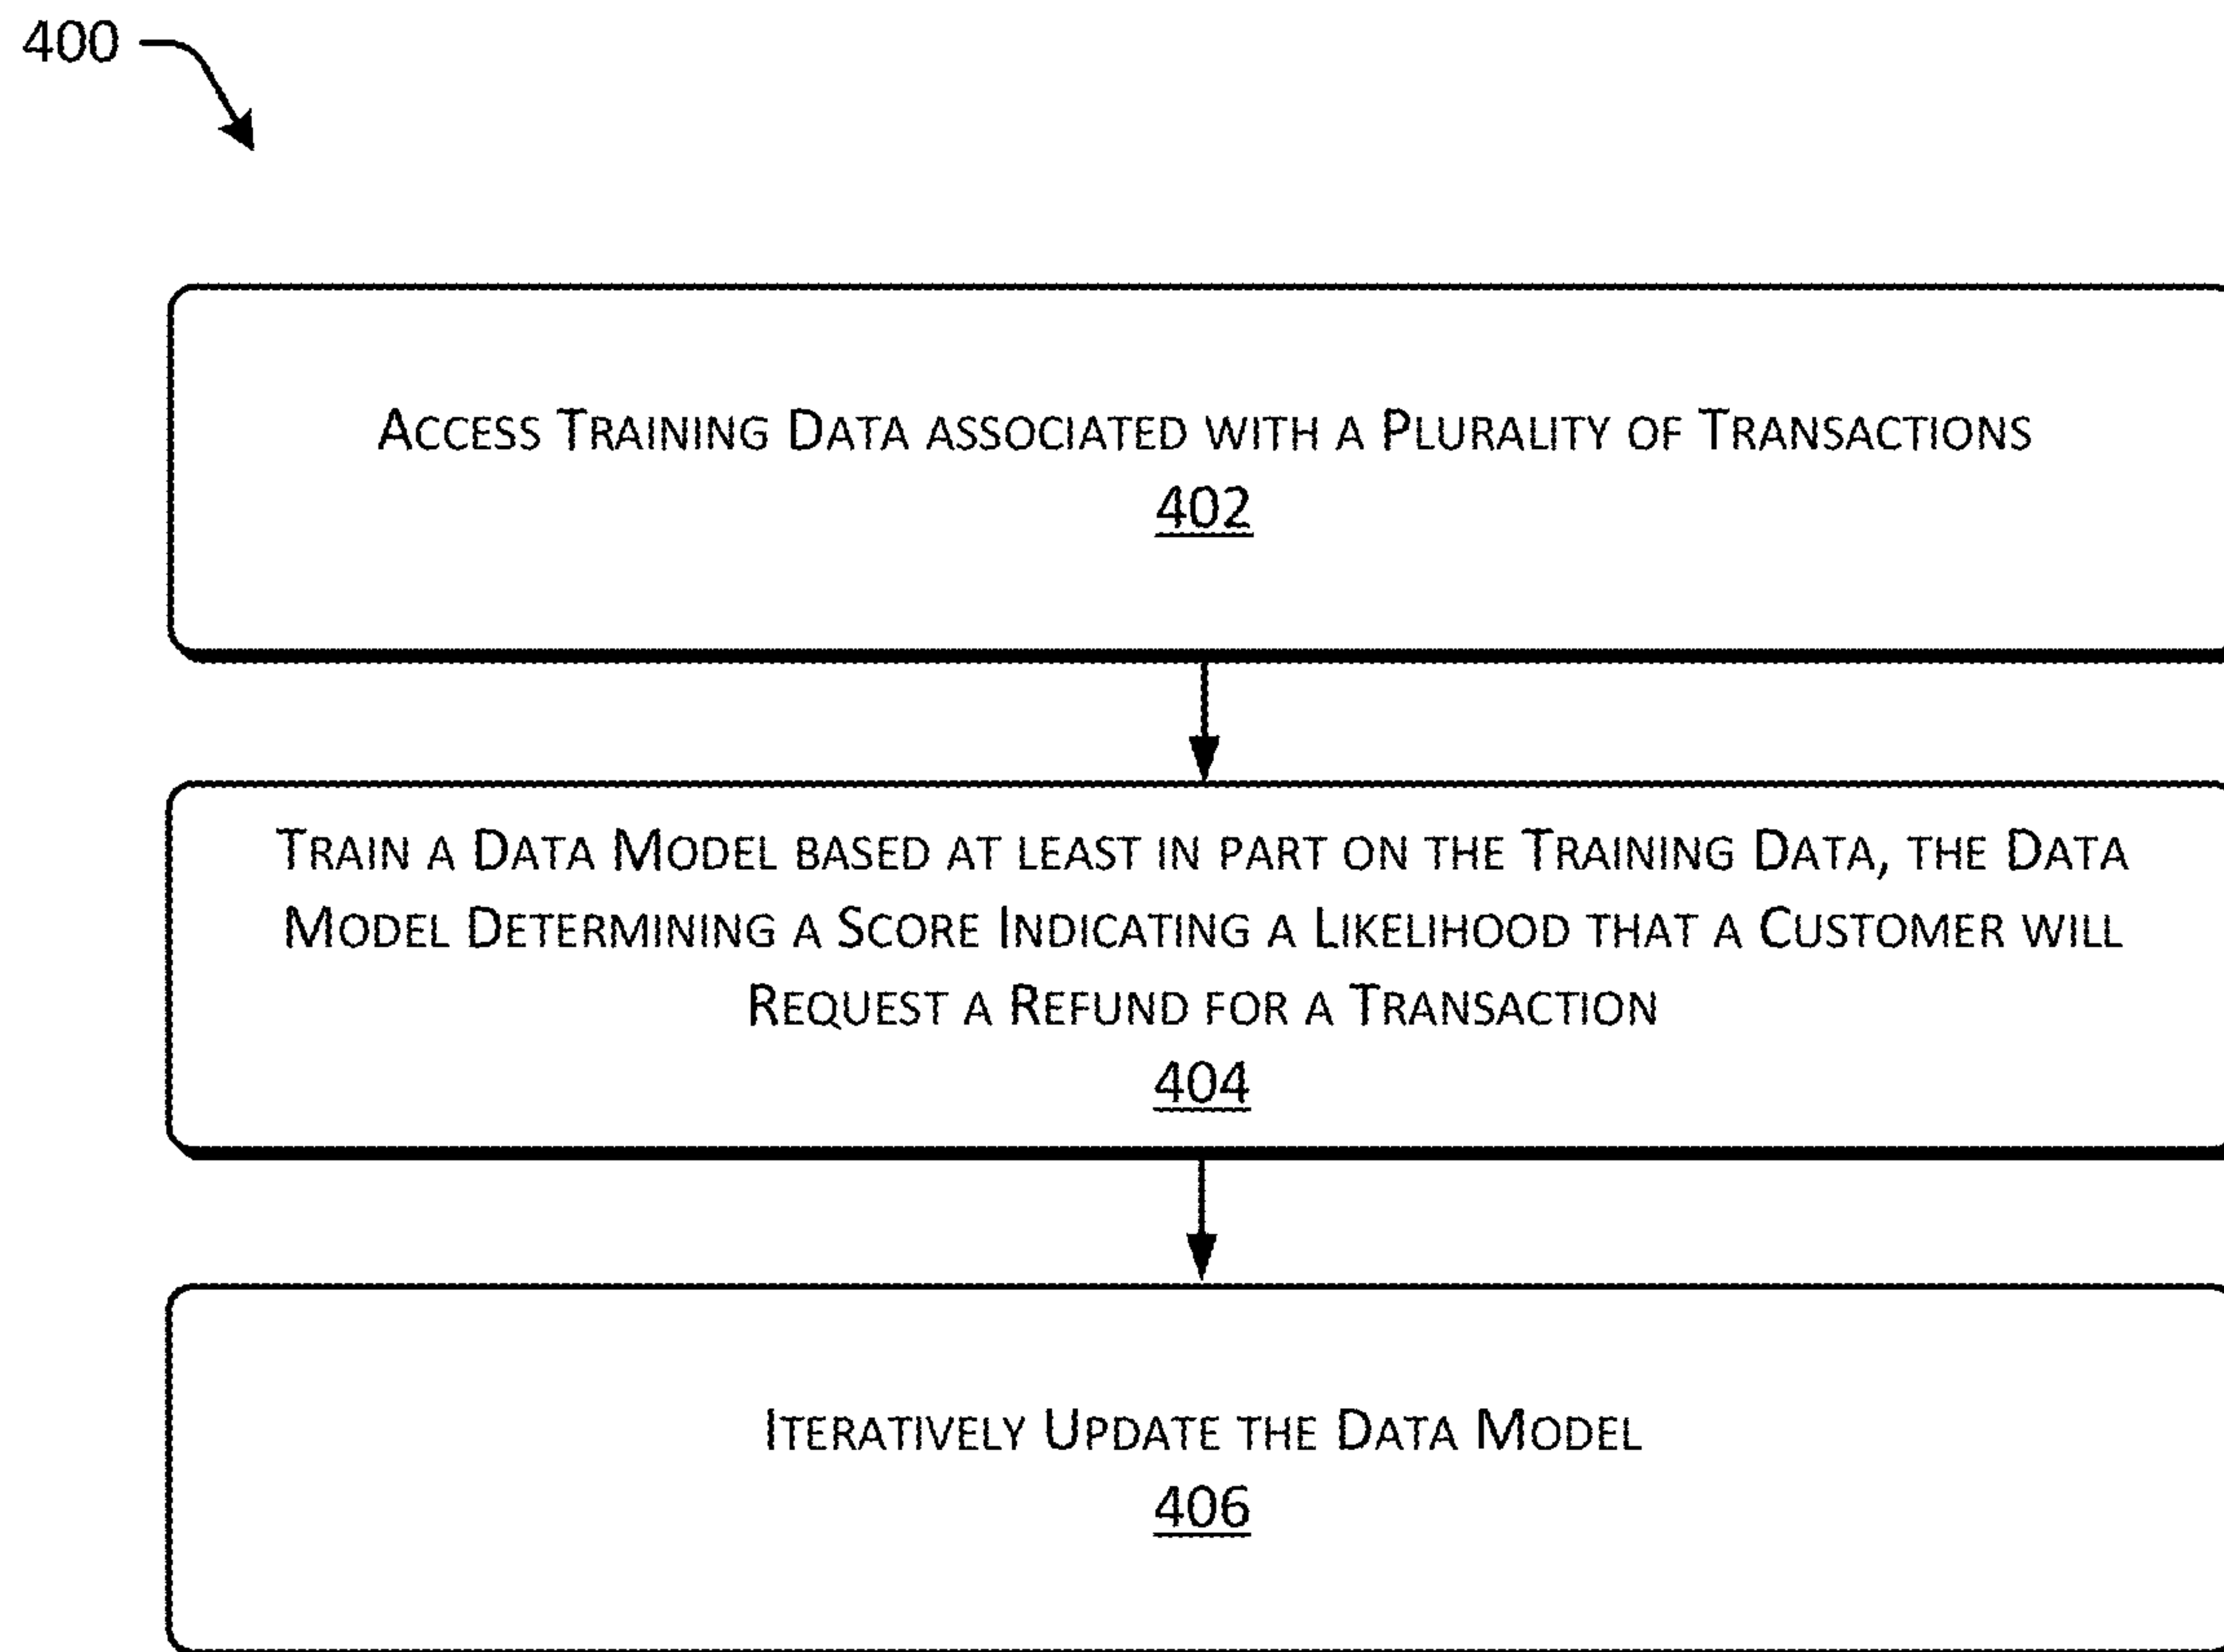 400
ACCESS TRAINING DATA ASSOCIATED WITH A PLURALITY OF TRANSACTIONS
402
TRAIN A DATA MODEL BASED AT LEAST IN PART ON THE TRAINING DATA, THE DATA
MODEL DETERMINING A SCORE INDICATING A LIKELIHOOD THAT A CUSTOMER WILL
REQUEST A REFUND FOR A TRANSACTION
404
ITERATIVELY UPDATE THE DATA MODEL
406